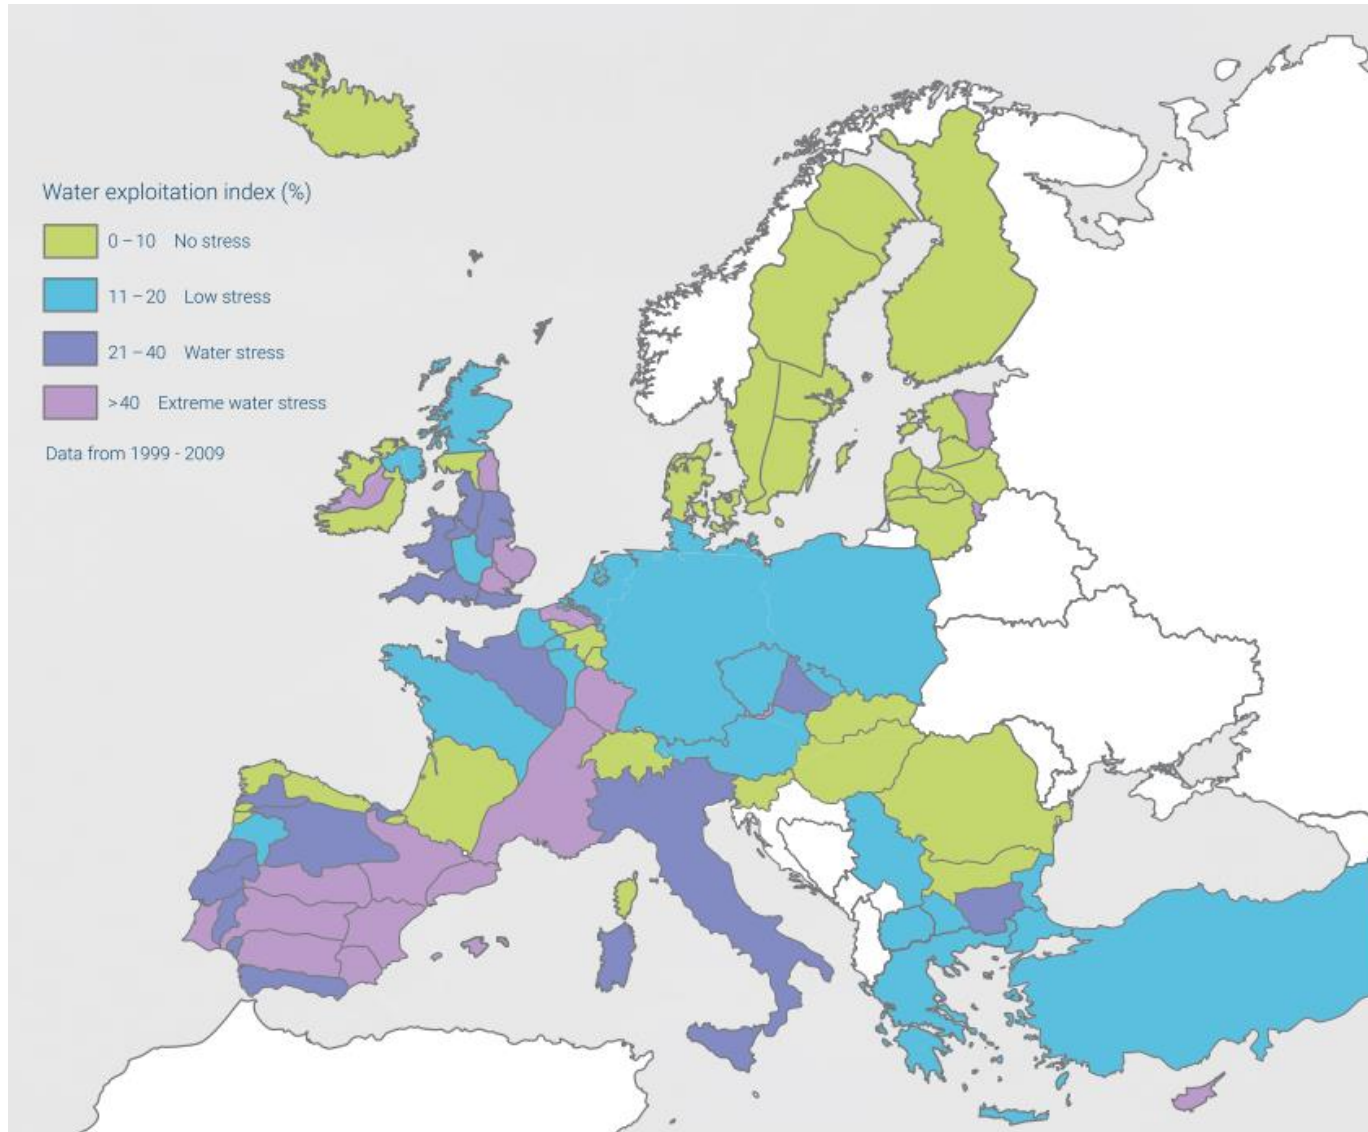 Water exploitation index (%)
0 – 10 No stress
11 – 20 Low stress
21 – 40 Water stress
>40 Extreme water stress
Data from 1999 - 2009